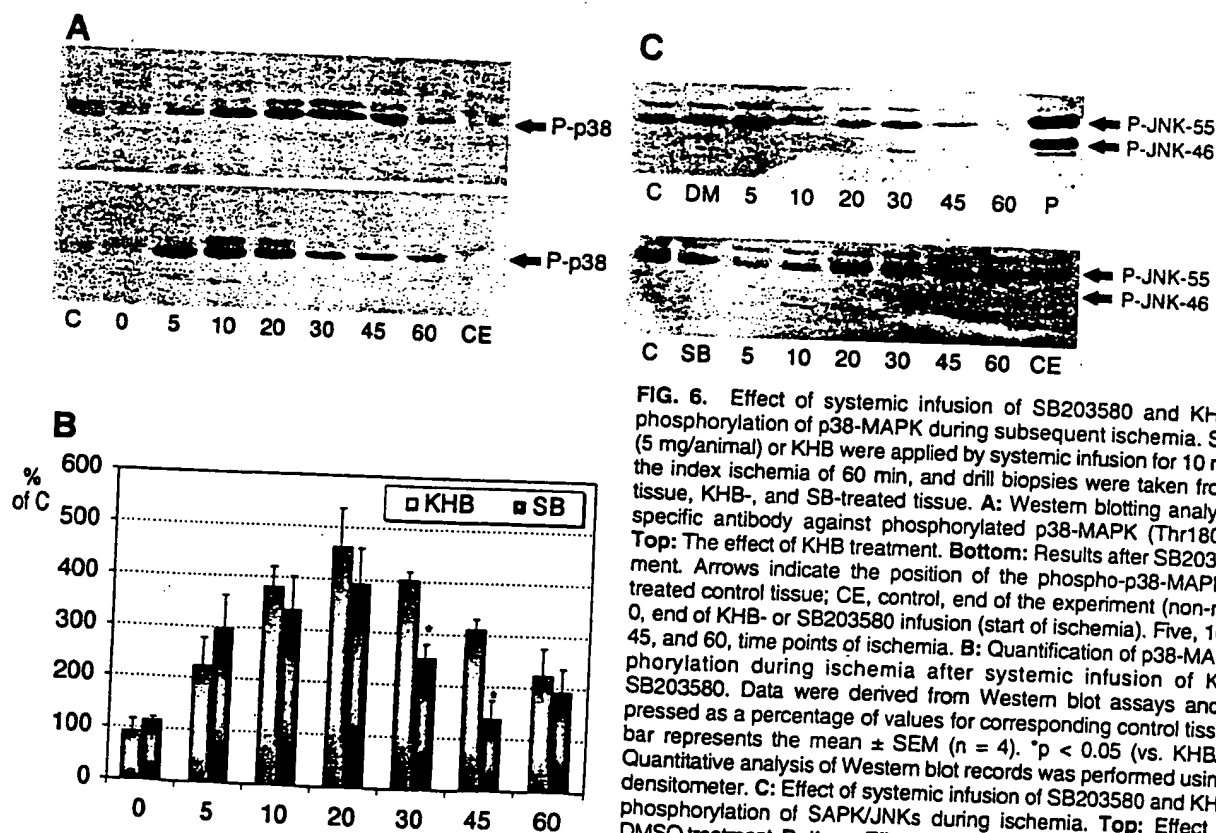 A
P-p38
P-p38
C 0 5 10 20 30 45 60 CE
B
% of C
600
500
400
300
200
100
0
KHB SB
*
*
0 5 10 20 30 45 60
C
P-JNK-55
P-JNK-46
C DM 5 10 20 30 45 60 P
P-JNK-55
P-JNK-46
C SB 5 10 20 30 45 60 CE
FIG. 6. Effect of systemic infusion of SB203580 and KH
phosphorylation of p38-MAPK during subsequent ischemia. S
(5 mg/animal) or KHB were applied by systemic infusion for 10 m
the index ischemia of 60 min, and drill biopsies were taken fro
tissue, KHB-, and SB-treated tissue. A: Western blotting analy
specific antibody against phosphorylated p38-MAPK (Thr180
Top: The effect of KHB treatment. Bottom: Results after SB203
ment. Arrows indicate the position of the phospho-p38-MAPK
treated control tissue; CE, control, end of the experiment (non-r
0, end of KHB- or SB203580 infusion (start of ischemia). Five, 1
45, and 60, time points of ischemia. B: Quantification of p38-MA
phorylation during ischemia after systemic infusion of K
SB203580. Data were derived from Western blot assays and
pressed as a percentage of values for corresponding control tiss
bar represents the mean ± SEM (n = 4). *p < 0.05 (vs. KHB
Quantitative analysis of Western blot records was performed usin
densitometer. C: Effect of systemic infusion of SB203580 and KH
phosphorylation of SAPK/JNKs during ischemia. Top: Effect